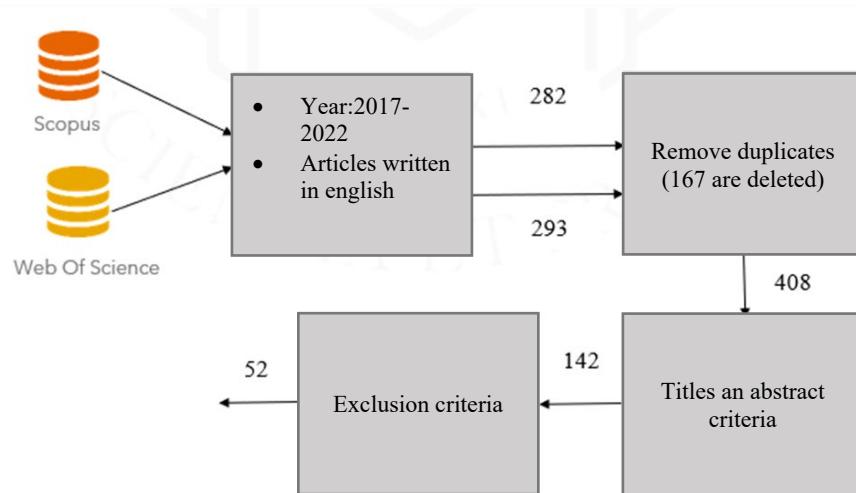 Scopus
Web Of Science
• Year:2017-
2022
• Articles written
in english
282
293
Remove duplicates
(167 are deleted)
408
Titles an abstract
criteria
142
Exclusion criteria
52